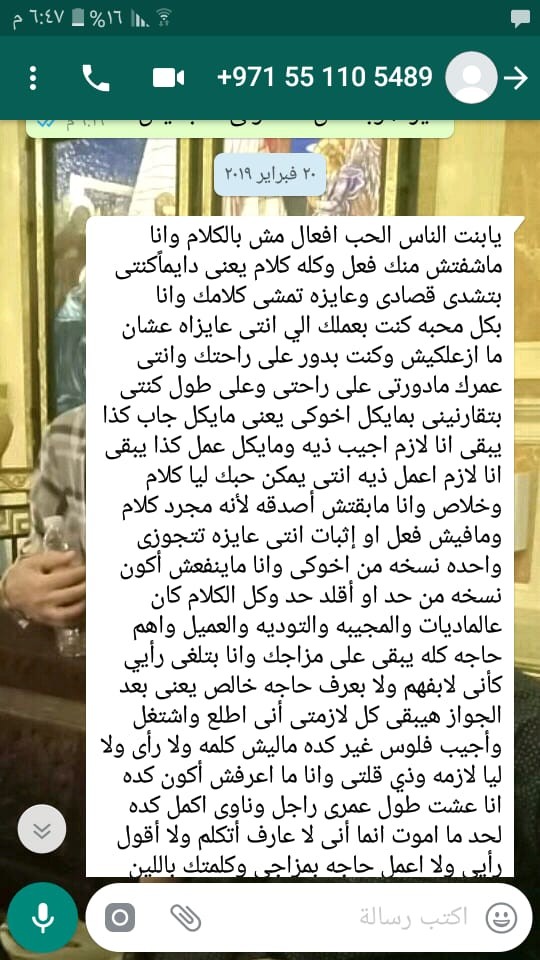 ٦:٤٧ م ١٦%
+971 55 110 5489
٢٠ فبراير ٢٠١٩
يابنت الناس الحب افعال مش بالكلام وانا
ماشفتش منك فعل وكله كلام يعنى دايماًكنتى
بتشدى قصادى وعايزه تمشى كلامك وانا
بكل محبه كنت بعملك الي انتى عايزاه عشان
ما ازعلكيش وكنت بدور على راحتك وانتى
عمرك مادورتى على راحتى وعلى طول كنتى
بتقارنينى بمايكل اخوكى يعنى مايكل جاب كذا
يبقى انا لازم اجيب ذيه ومايكل عمل كذا يبقى
انا لازم اعمل ذيه انتى يمكن حبك ليا كلام
وخلاص وانا مابقتش أصدقه لأنه مجرد كلام
ومافيش فعل او إثبات انتى عايزه تتجوزى
واحده نسخه من اخوكى وانا ماينفعش أكون
نسخه من حد او أقلد حد وكل الكلام كان
عالماديات والمجيبه والتوديه والعميل واهم
حاجه كله يبقى على مزاجك وانا بتلغى رأيي
كأنى لابفهم ولا بعرف حاجه خالص يعنى بعد
الجواز هيبقى كل لازمتى أنى اطلع واشتغل
وأجيب فلوس غير كده ماليش كلمه ولا رأى ولا
ليا لازمه وذي قلتى وانا ما اعرفش أكون كده
انا عشت طول عمرى راجل وناوى اكمل كده
لحد ما اموت انما أنى لا عارف أتكلم ولا أقول
رأيي ولا اعمل حاجه بمزاجي وكلمتك باللين
اكتب رسالة